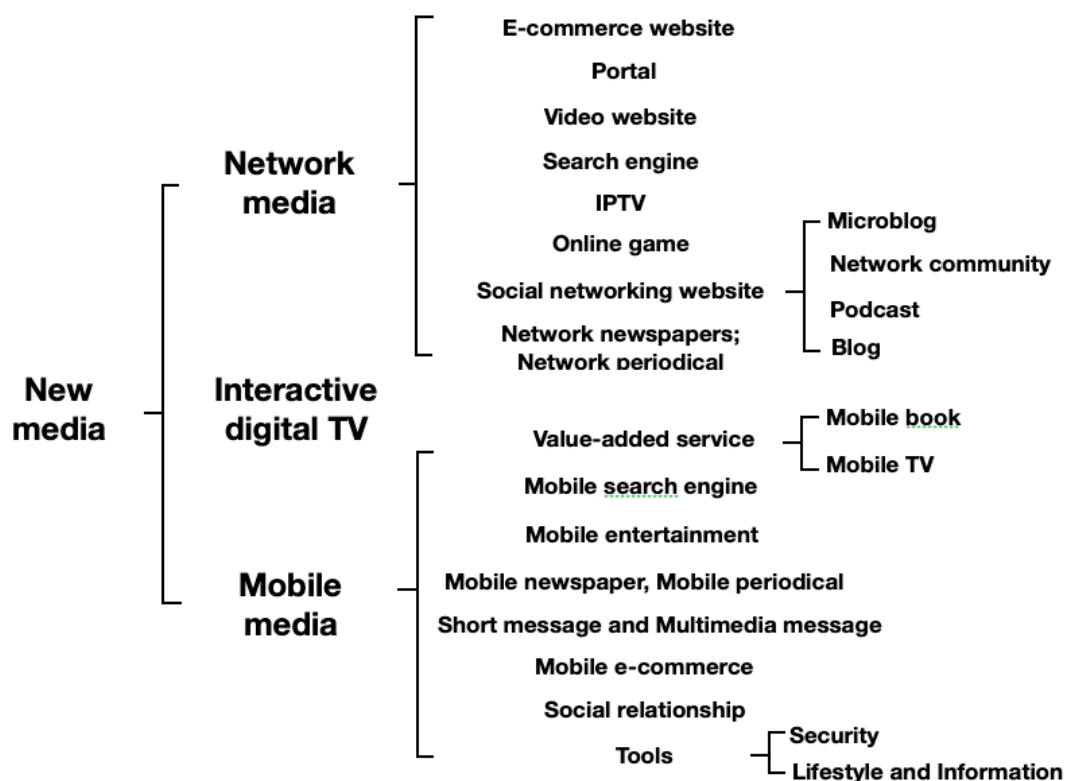 New
media
Network
media
E-commerce website
Portal
Video website
Search engine
IPTV
Online game
Social networking website
Microblog
Network community
Podcast
Blog
Network newspapers;
Network periodical
Interactive
digital TV
Mobile
media
Value-added service
Mobile book
Mobile TV
Mobile search engine
Mobile entertainment
Mobile newspaper, Mobile periodical
Short message and Multimedia message
Mobile e-commerce
Social relationship
Tools
Security
Lifestyle and Information